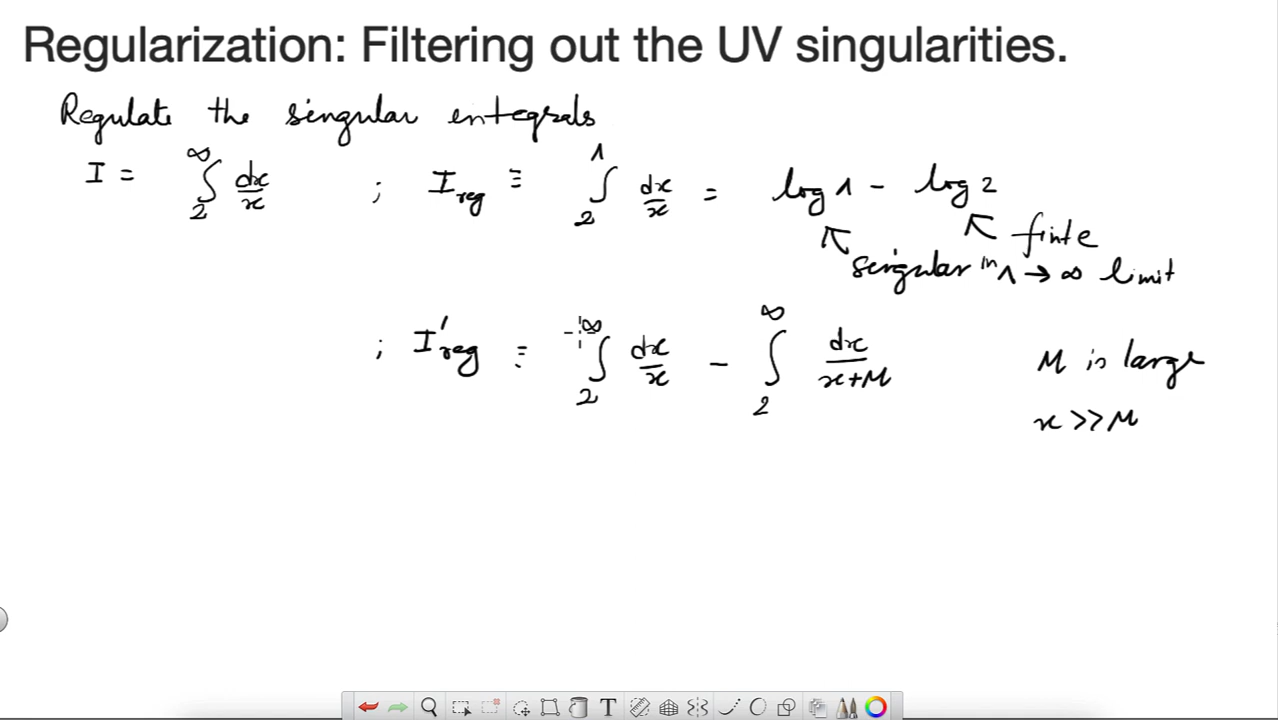 Regularization: Filtering out the UV singularities.
Regulate the singular integrals
I = ∫₂^∞ dx/x ; I_reg ≡ ∫₂^Λ dx/x = log Λ - log 2
↖ finte
↖ singular in Λ → ∞ limit
; I'_reg ≡ ∫₂^∞ dx/x - ∫₂^∞ dx/(x+M) M is large
x >> M